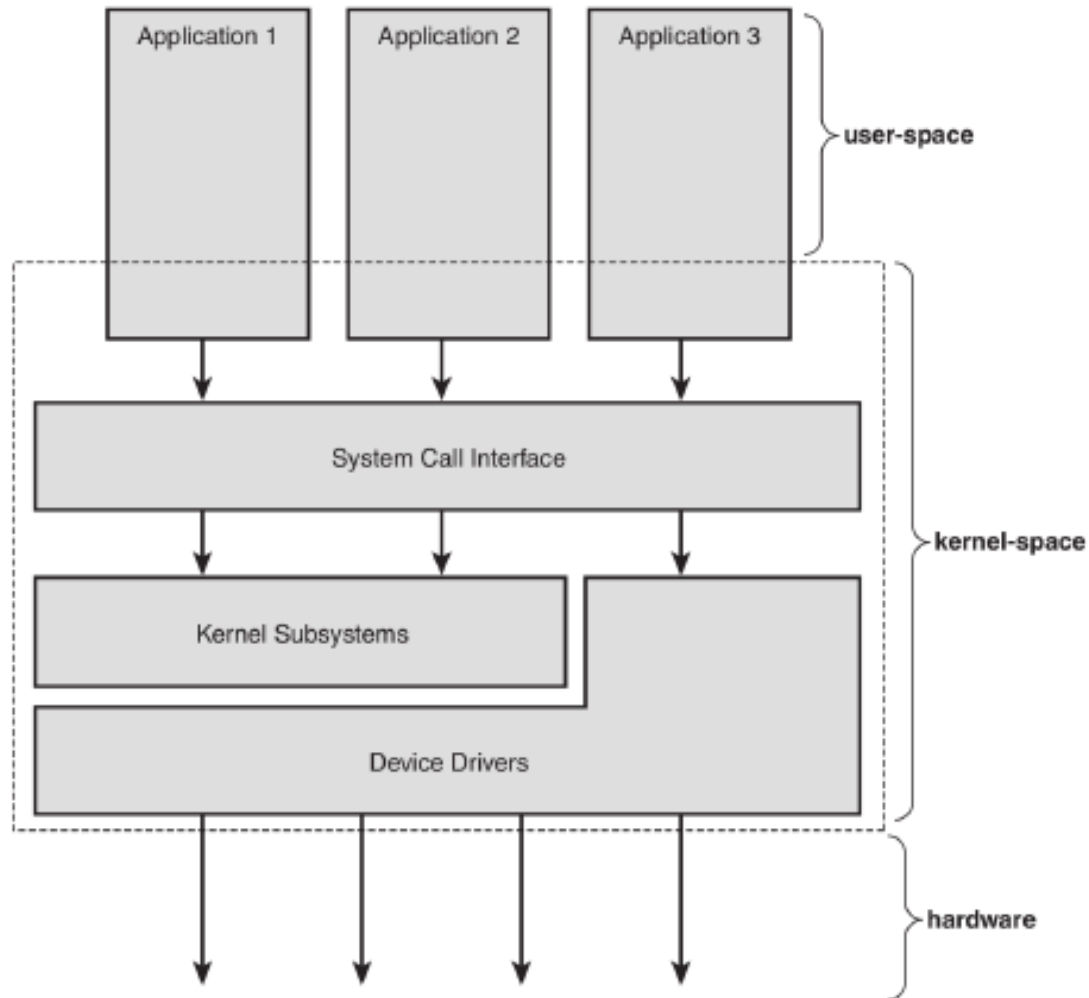 Application 1
Application 2
Application 3
user-space
System Call Interface
kernel-space
Kernel Subsystems
Device Drivers
hardware